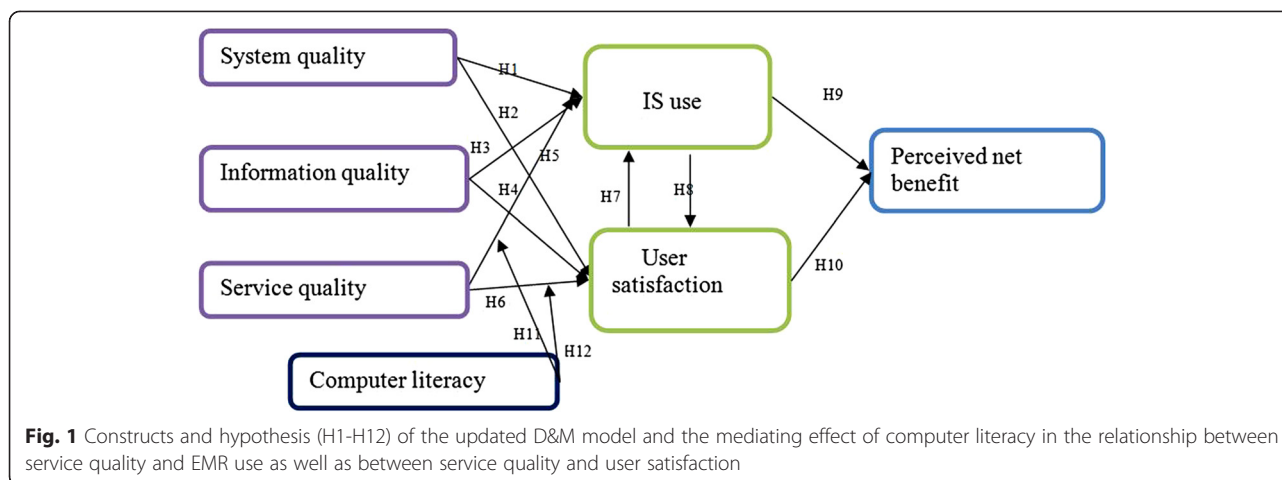 System quality
H1
IS use
H9
H2
H3
H5
Information quality
Perceived net
benefit
H4
H7
H8
User
satisfaction
Service quality
H6
H10
H11
H12
Computer literacy
Fig. 1 Constructs and hypothesis (H1-H12) of the updated D&M model and the mediating effect of computer literacy in the relationship between
service quality and EMR use as well as between service quality and user satisfaction